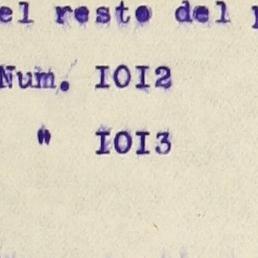 el resto del
Num. IOI2
" IOI3